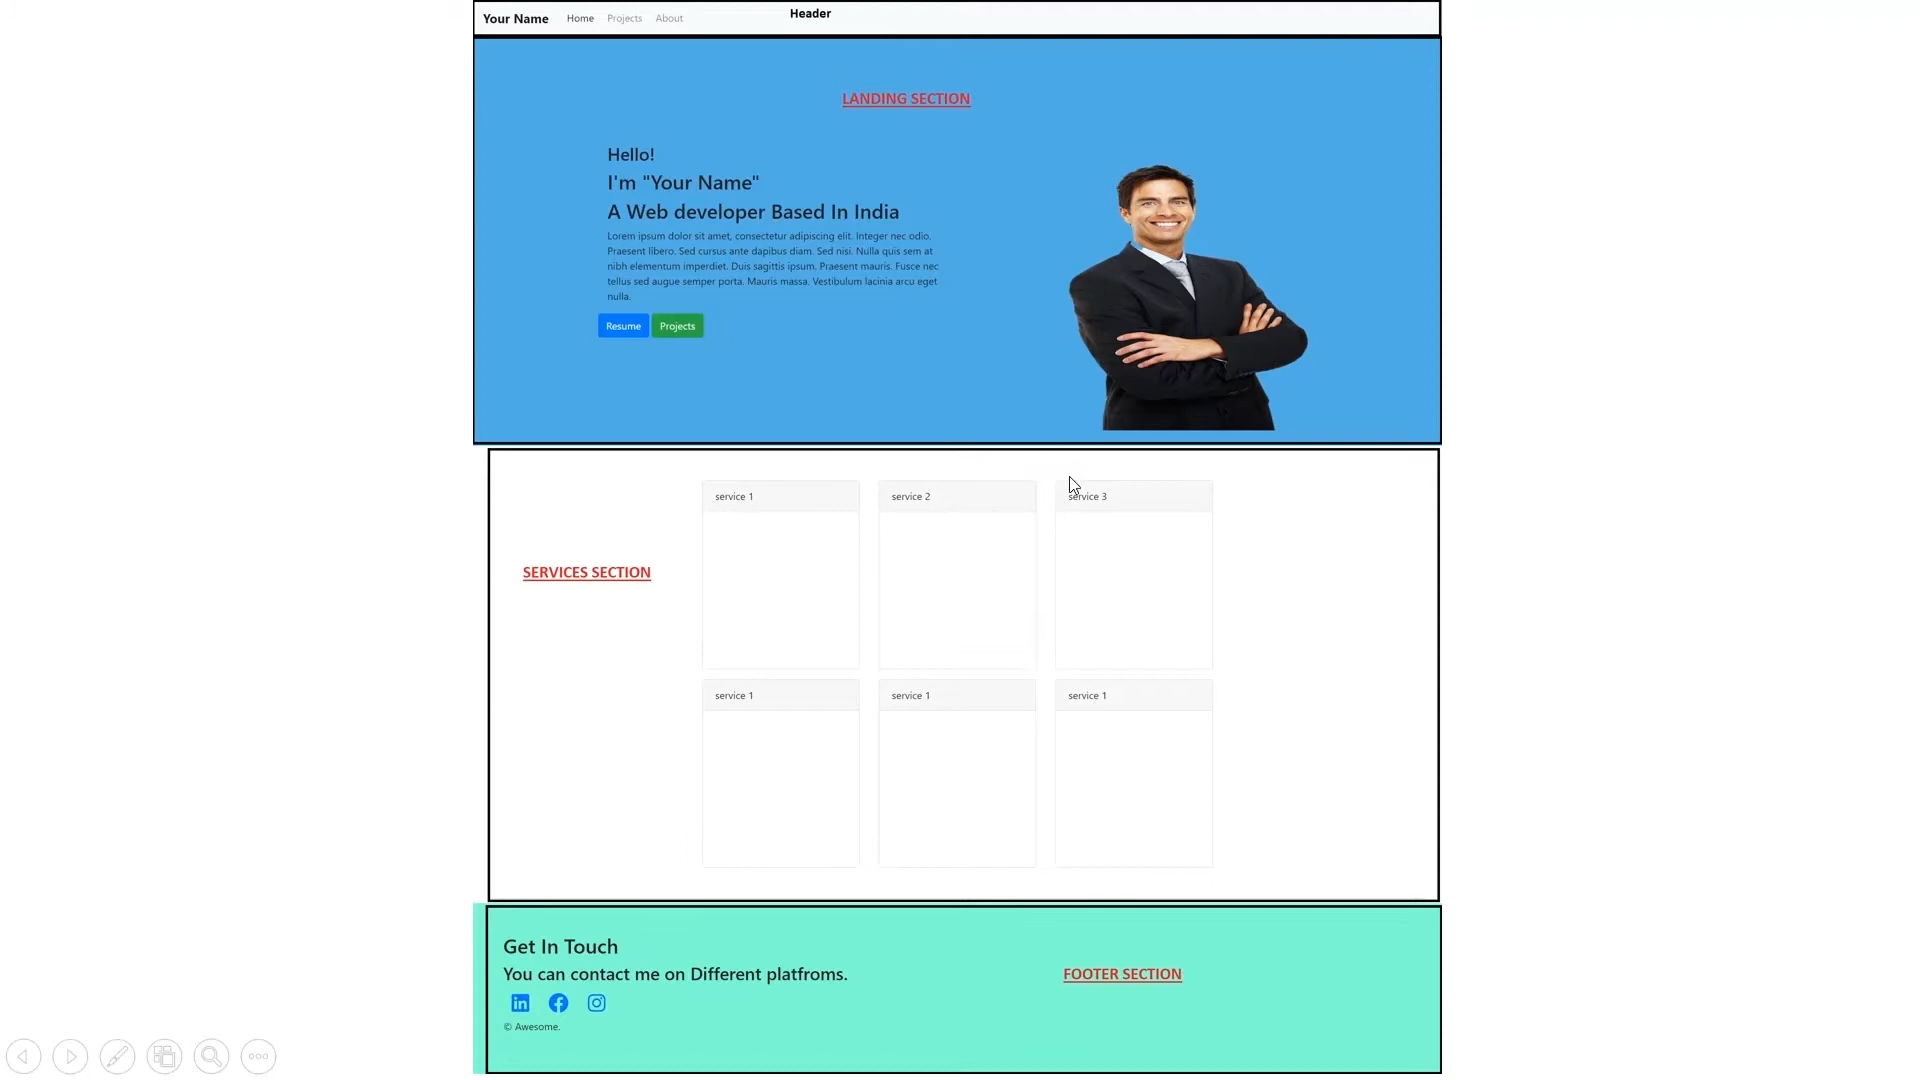 Your Name Home Projects About Header
LANDING SECTION
Hello!
I'm "Your Name"
A Web developer Based In India
Lorem ipsum dolor sit amet, consectetur adipiscing elit. Integer nec odio.
Praesent libero. Sed cursus ante dapibus diam. Sed nisi. Nulla quis sem at
nibh elementum imperdiet. Duis sagittis ipsum. Praesent mauris. Fusce nec
tellus sed augue semper porta. Mauris massa. Vestibulum lacinia arcu eget
nulla.
Resume Projects
service 1 service 2 service 3
SERVICES SECTION
service 1 service 1 service 1
Get In Touch
You can contact me on Different platfroms.
FOOTER SECTION
© Awesome.